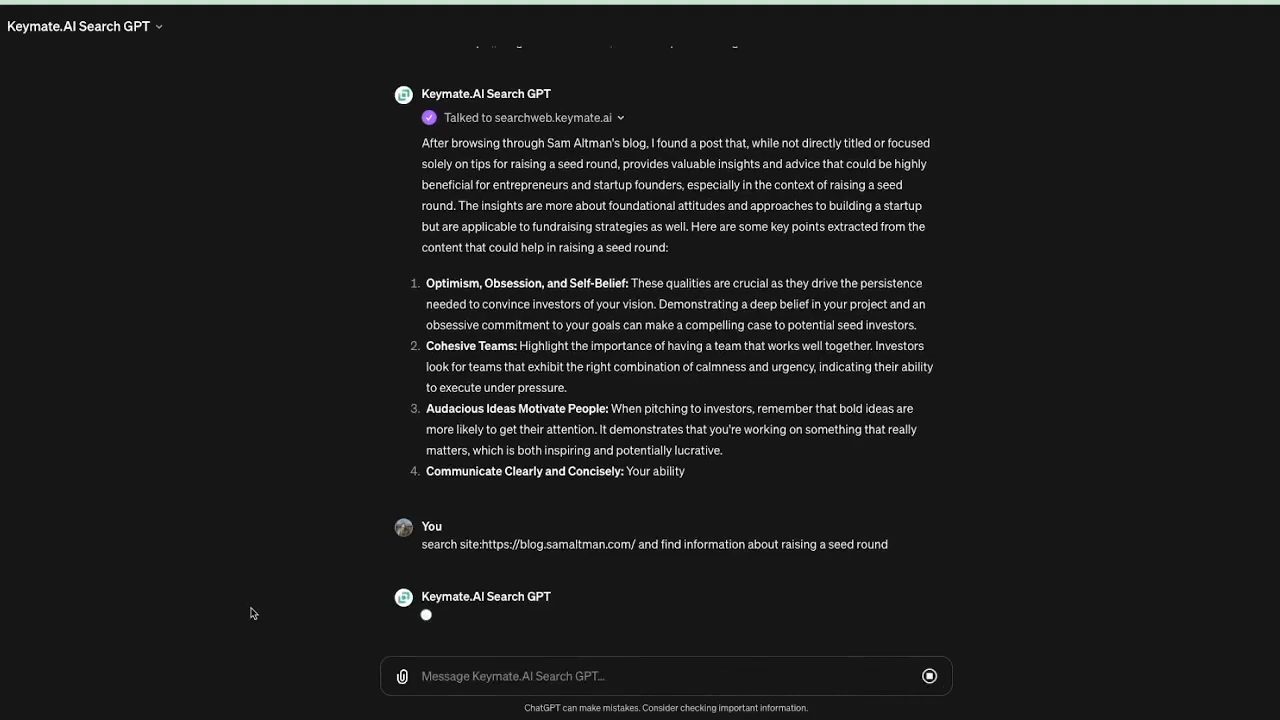 Keymate.AI Search GPT
Keymate.AI Search GPT
Talked to searchweb.keymate.ai
After browsing through Sam Altman's blog, I found a post that, while not directly titled or focused
solely on tips for raising a seed round, provides valuable insights and advice that could be highly
beneficial for entrepreneurs and startup founders, especially in the context of raising a seed
round. The insights are more about foundational attitudes and approaches to building a startup
but are applicable to fundraising strategies as well. Here are some key points extracted from the
content that could help in raising a seed round:
1. Optimism, Obsession, and Self-Belief: These qualities are crucial as they drive the persistence
needed to convince investors of your vision. Demonstrating a deep belief in your project and an
obsessive commitment to your goals can make a compelling case to potential seed investors.
2. Cohesive Teams: Highlight the importance of having a team that works well together. Investors
look for teams that exhibit the right combination of calmness and urgency, indicating their ability
to execute under pressure.
3. Audacious Ideas Motivate People: When pitching to investors, remember that bold ideas are
more likely to get their attention. It demonstrates that you're working on something that really
matters, which is both inspiring and potentially lucrative.
4. Communicate Clearly and Concisely: Your ability
You
search site:https://blog.samaltman.com/ and find information about raising a seed round
Keymate.AI Search GPT
Message Keymate.AI Search GPT...
ChatGPT can make mistakes. Consider checking important information.